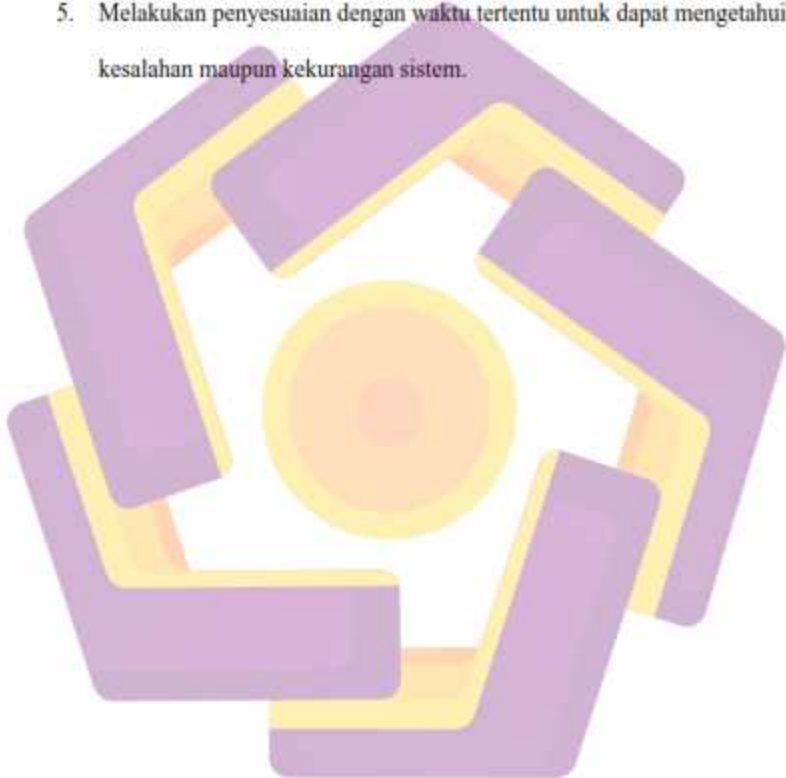 5. Melakukan penyesuaian dengan waktu tertentu untuk dapat mengetahui
kesalahan maupun kekurangan sistem.